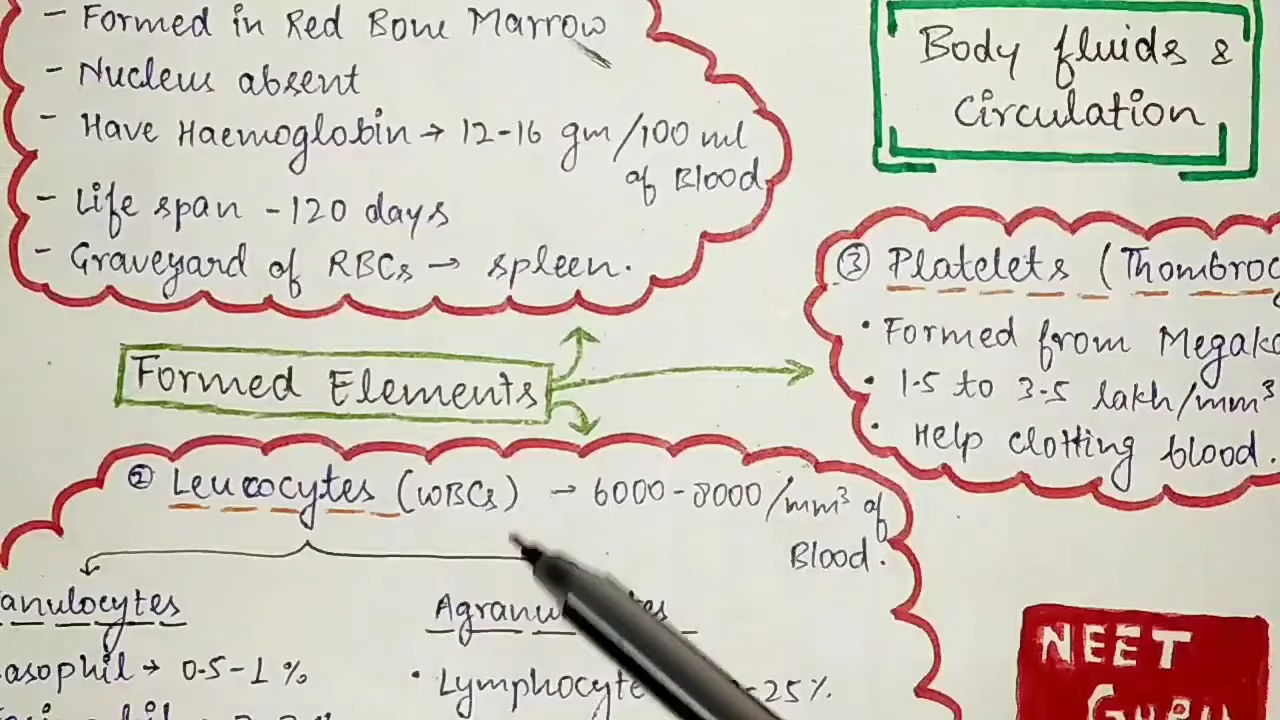 - Formed in Red Bone Marrow
- Nucleus absent
- Have Haemoglobin → 12-16 gm/100 ml
of Blood
- Life span - 120 days
- Graveyard of RBCs → spleen.
Body fluids &
Circulation
③ Platelets (Thombroc
• Formed from Megaka
• 1.5 to 3.5 lakh/mm³
• Help clotting blood.
Formed Elements
② Leucocytes (WBCs) → 6000-8000/mm³ of
Blood.
anulocytes
Agranu
asophil → 0.5-1 %
• Lymphocyte
-25%.
NEET
GURU